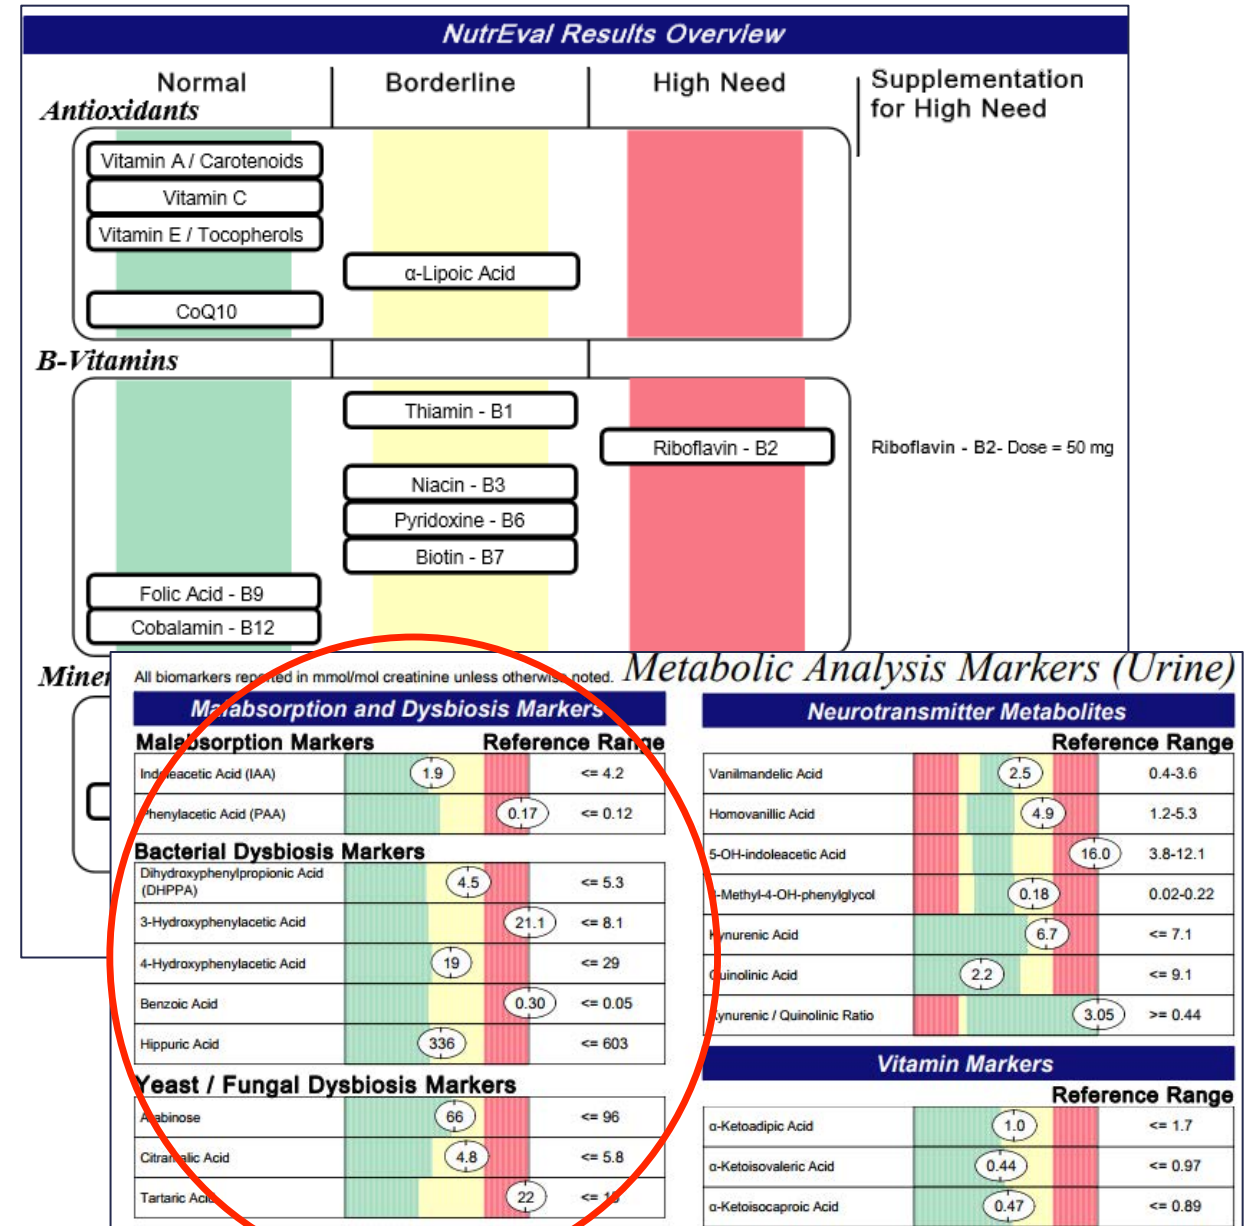 NutrEval Results Overview
Normal Borderline High Need Supplementation
for High Need
Antioxidants
Vitamin A / Carotenoids
Vitamin C
Vitamin E / Tocopherols
α-Lipoic Acid
CoQ10
B-Vitamins
Thiamin - B1
Riboflavin - B2 Riboflavin - B2- Dose = 50 mg
Niacin - B3
Pyridoxine - B6
Biotin - B7
Folic Acid - B9
Cobalamin - B12
All biomarkers reported in mmol/mol creatinine unless otherwise noted. Metabolic Analysis Markers (Urine)
Malabsorption and Dysbiosis Markers
Malabsorption Markers Reference Range
Indoleacetic Acid (IAA) 1.9 <= 4.2
Phenylacetic Acid (PAA) 0.17 <= 0.12
Bacterial Dysbiosis Markers
Dihydroxyphenylpropionic Acid
(DHPPA) 4.5 <= 5.3
3-Hydroxyphenylacetic Acid 21.1 <= 8.1
4-Hydroxyphenylacetic Acid 19 <= 29
Benzoic Acid 0.30 <= 0.05
Hippuric Acid 336 <= 603
Yeast / Fungal Dysbiosis Markers
Arabinose 66 <= 96
Citramalic Acid 4.8 <= 5.8
Tartaric Acid 22 <=
Neurotransmitter Metabolites
Reference Range
Vanilmandelic Acid 2.5 0.4-3.6
Homovanillic Acid 4.9 1.2-5.3
5-OH-indoleacetic Acid 16.0 3.8-12.1
-Methyl-4-OH-phenylglycol 0.18 0.02-0.22
Kynurenic Acid 6.7 <= 7.1
Quinolinic Acid 2.2 <= 9.1
Kynurenic / Quinolinic Ratio 3.05 >= 0.44
Vitamin Markers
Reference Range
α-Ketoadipic Acid 1.0 <= 1.7
α-Ketoisovaleric Acid 0.44 <= 0.97
α-Ketoisocaproic Acid 0.47 <= 0.89